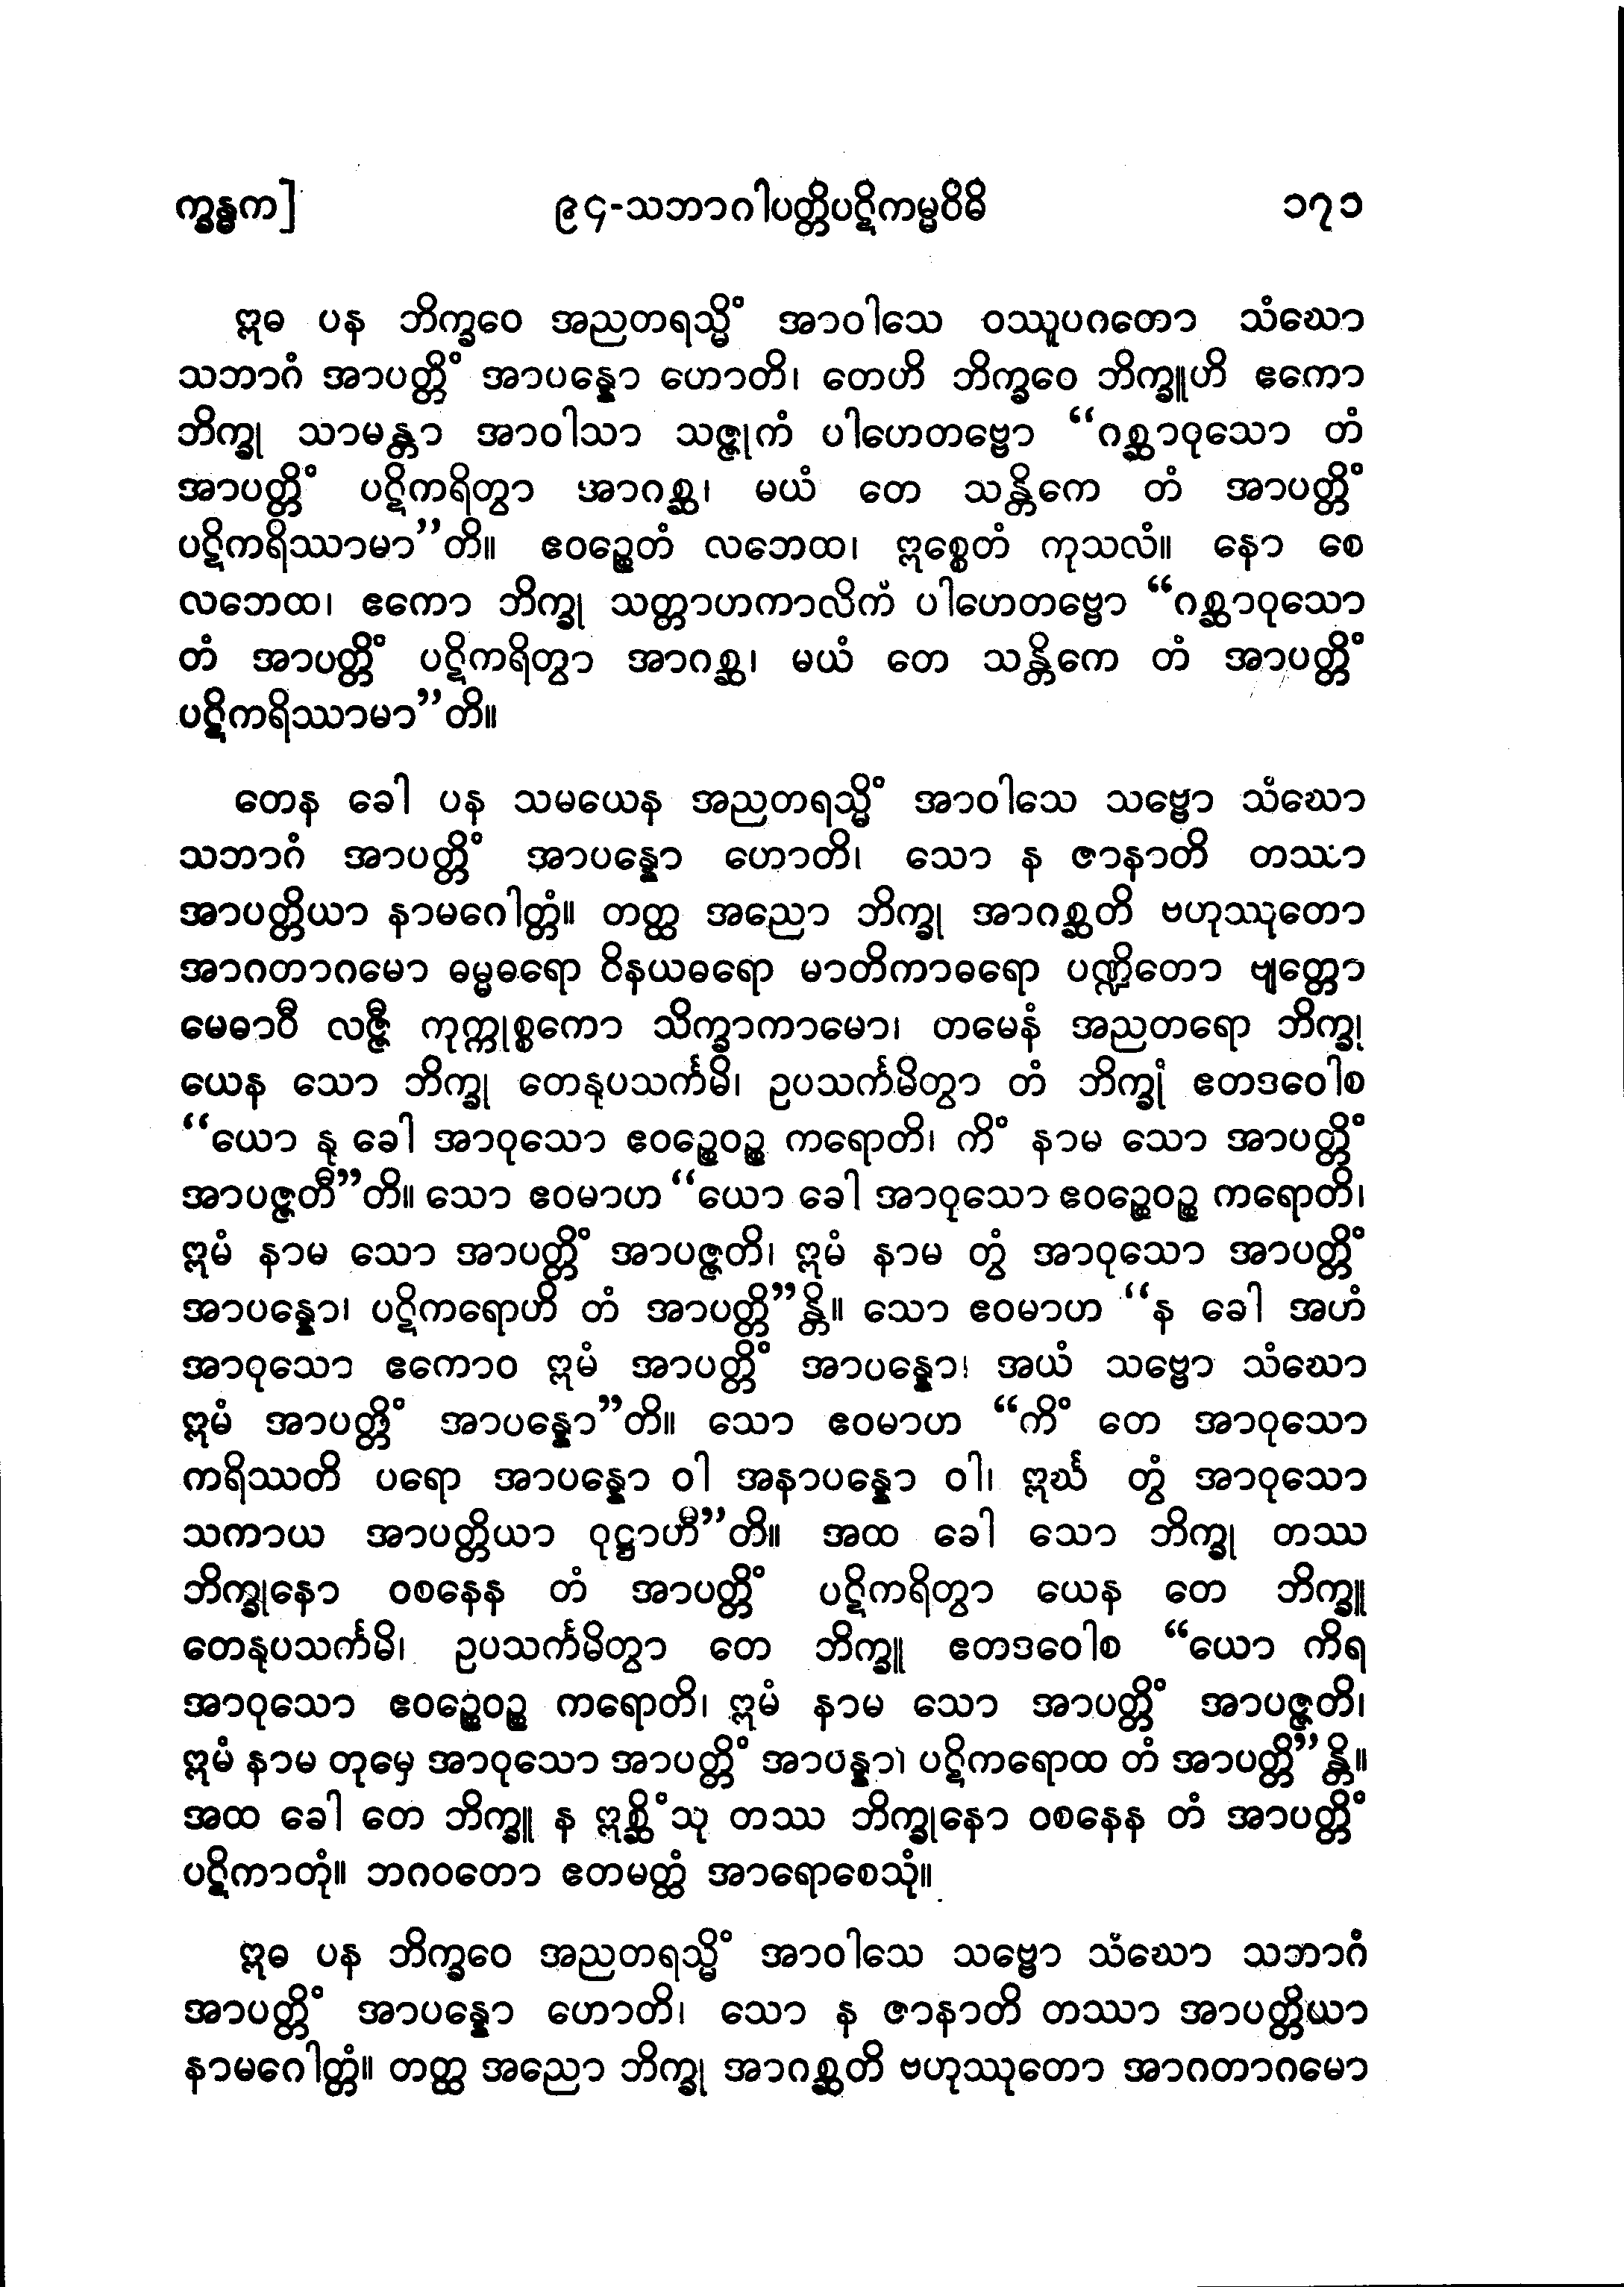 က္ခန္ဓက]
၉၄-သဘာဂါပတ္တိပဋိကမ္မဝိဓိ
၁၇၁
ဣဓ ပန ဘိက္ခဝေ အညတရသ္မိံ အာဝါသေ ဝဿူပဂတော သံဃော
သဘာဂံ အာပတ္တိံ အာပန္နော ဟောတိ၊ တေဟိ ဘိက္ခဝေ ဘိက္ခူဟိ ဧကော
ဘိက္ခု သာမန္တာ အာဝါသာ သဇ္ဇုကံ ပါဟေတဗ္ဗော “ဂစ္ဆာဝုသော တံ
အာပတ္တိံ ပဋိကရိတွာ အာဂစ္ဆ၊ မယံ တေ သန္တိကေ တံ အာပတ္တိံ
ပဋိကရိဿာမာ”တိ။ ဧဝဉ္စေတံ လဘေထ၊ ဣစ္စေတံ ကုသလံ။ နော စေ
လဘေထ၊ ဧကော ဘိက္ခု သတ္တာဟကာလိကံ ပါဟေတဗ္ဗော “ဂစ္ဆာဝုသော
တံ အာပတ္တိံ ပဋိကရိတွာ အာဂစ္ဆ၊ မယံ တေ သန္တိကေ တံ အာပတ္တိံ
ပဋိကရိဿာမာ”တိ။
တေန ခေါ ပန သမယေန အညတရသ္မိံ အာဝါသေ သဗ္ဗော သံဃော
သဘာဂံ အာပတ္တိံ အာပန္နော ဟောတိ၊ သော န ဇာနာတိ တဿာ
အာပတ္တိယာ နာမဂေါတ္တံ။ တတ္ထ အညော ဘိက္ခု အာဂစ္ဆတိ ဗဟုဿုတော
အာဂတာဂမော ဓမ္မဓရော ဝိနယဓရော မာတိကာဓရော ပဏ္ဍိတော ဗျတ္တော
မေဓာဝီ လဇ္ဇီ ကုက္ကုစ္စကော သိက္ခာကာမော၊ တမေနံ အညတရော ဘိက္ခု
ယေန သော ဘိက္ခု တေနုပသင်္ကမိ၊ ဥပသင်္ကမိတွာ တံ ဘိက္ခုံ ဧတဒဝေါစ
“ယော နု ခေါ အာဝုသော ဧဝဉ္စေဝဉ္စ ကရောတိ၊ ကိံ နာမ သော အာပတ္တိံ
အာပဇ္ဇတီ”တိ။ သော ဧဝမာဟ “ယော ခေါ အာဝုသော ဧဝဉ္စေဝဉ္စ ကရောတိ၊
ဣမံ နာမ သော အာပတ္တိံ အာပဇ္ဇတိ၊ ဣမံ နာမ တွံ အာဝုသော အာပတ္တိံ
အာပန္နော၊ ပဋိကရောဟိ တံ အာပတ္တိ”န္တိ။ သော ဧဝမာဟ “န ခေါ အဟံ
အာဝုသော ဧကောဝ ဣမံ အာပတ္တိံ အာပန္နော၊ အယံ သဗ္ဗော သံဃော
ဣမံ အာပတ္တိံ အာပန္နော”တိ။ သော ဧဝမာဟ “ကိံ တေ အာဝုသော
ကရိဿတိ ပရော အာပန္နော ဝါ အနာပန္နော ဝါ၊ ဣင်္ဃ တွံ အာဝုသော
သကာယ အာပတ္တိယာ ဝုဋ္ဌာဟီ”တိ။ အထ ခေါ သော ဘိက္ခု တဿ
ဘိက္ခုနော ဝစနေန တံ အာပတ္တိံ ပဋိကရိတွာ ယေန တေ ဘိက္ခူ
တေနုပသင်္ကမိ၊ ဥပသင်္ကမိတွာ တေ ဘိက္ခူ ဧတဒဝေါစ “ယော ကိရ
အာဝုသော ဧဝဉ္စေဝဉ္စ ကရောတိ၊ ဣမံ နာမ သော အာပတ္တိံ အာပဇ္ဇတိ၊
ဣမံ နာမ တုမှေ အာဝုသော အာပတ္တိံ အာပန္နာ၊ ပဋိကရောထ တံ အာပတ္တိ”န္တိ။
အထ ခေါ တေ ဘိက္ခူ န ဣစ္ဆိံသု တဿ ဘိက္ခုနော ဝစနေန တံ အာပတ္တိံ
ပဋိကာတုံ။ ဘဂဝတော ဧတမတ္ထံ အာရောစေသုံ။
ဣဓ ပန ဘိက္ခဝေ အညတရသ္မိံ အာဝါသေ သဗ္ဗော သံဃော သဘာဂံ
အာပတ္တိံ အာပန္နော ဟောတိ၊ သော န ဇာနာတိ တဿာ အာပတ္တိယာ
နာမဂေါတ္တံ။ တတ္ထ အညော ဘိက္ခု အာဂစ္ဆတိ ဗဟုဿုတော အာဂတာဂမော